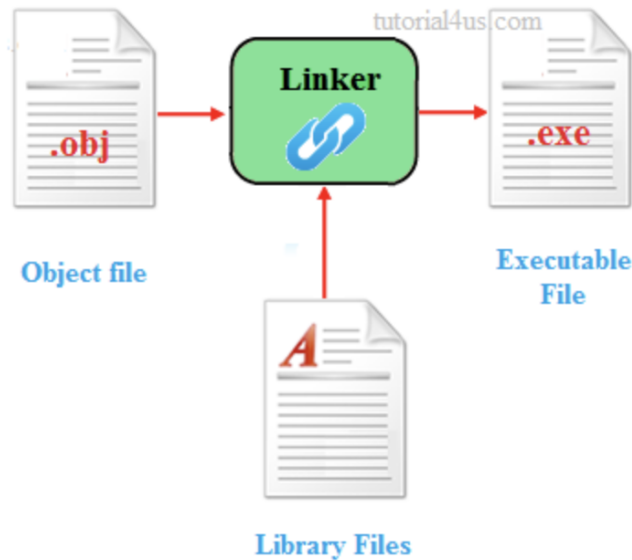 tutorial4us.com
Linker
.obj
.exe
Object file
Executable
File
A
Library Files